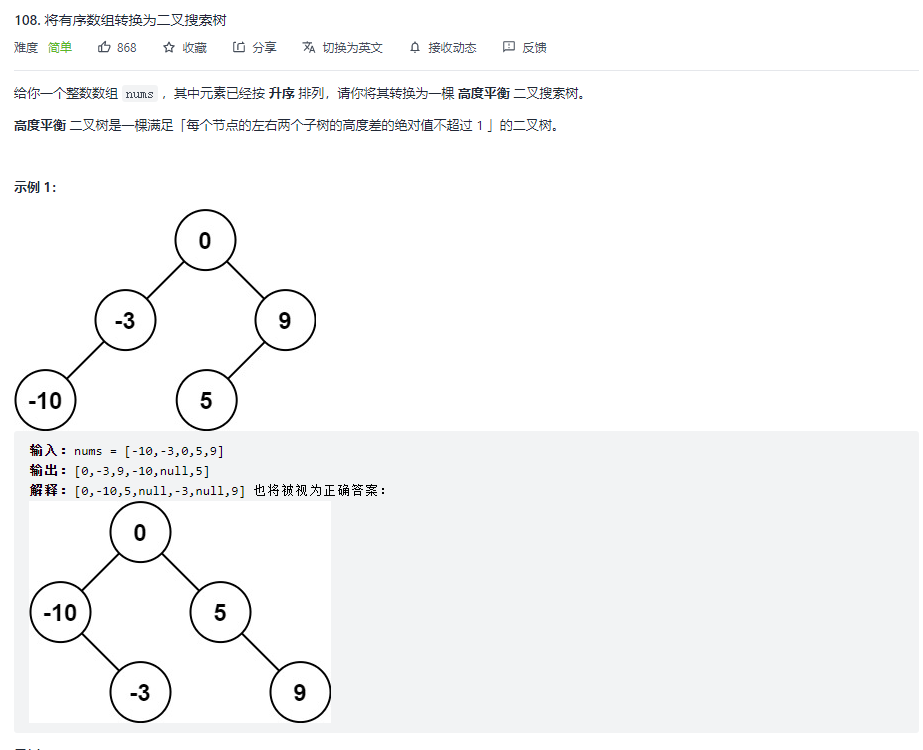 108. 将有序数组转换为二叉搜索树
难度 简单 868 收藏 分享 切换为英文 接收动态 反馈
给你一个整数数组 nums ，其中元素已经按 升序 排列，请你将其转换为一棵 高度平衡 二叉搜索树。
高度平衡 二叉树是一棵满足「每个节点的左右两个子树的高度差的绝对值不超过 1 」的二叉树。
示例 1：
0
-3 9
-10 5
输入：nums = [-10,-3,0,5,9]
输出：[0,-3,9,-10,null,5]
解释：[0,-10,5,null,-3,null,9] 也将被视为正确答案：
0
-10 5
-3 9